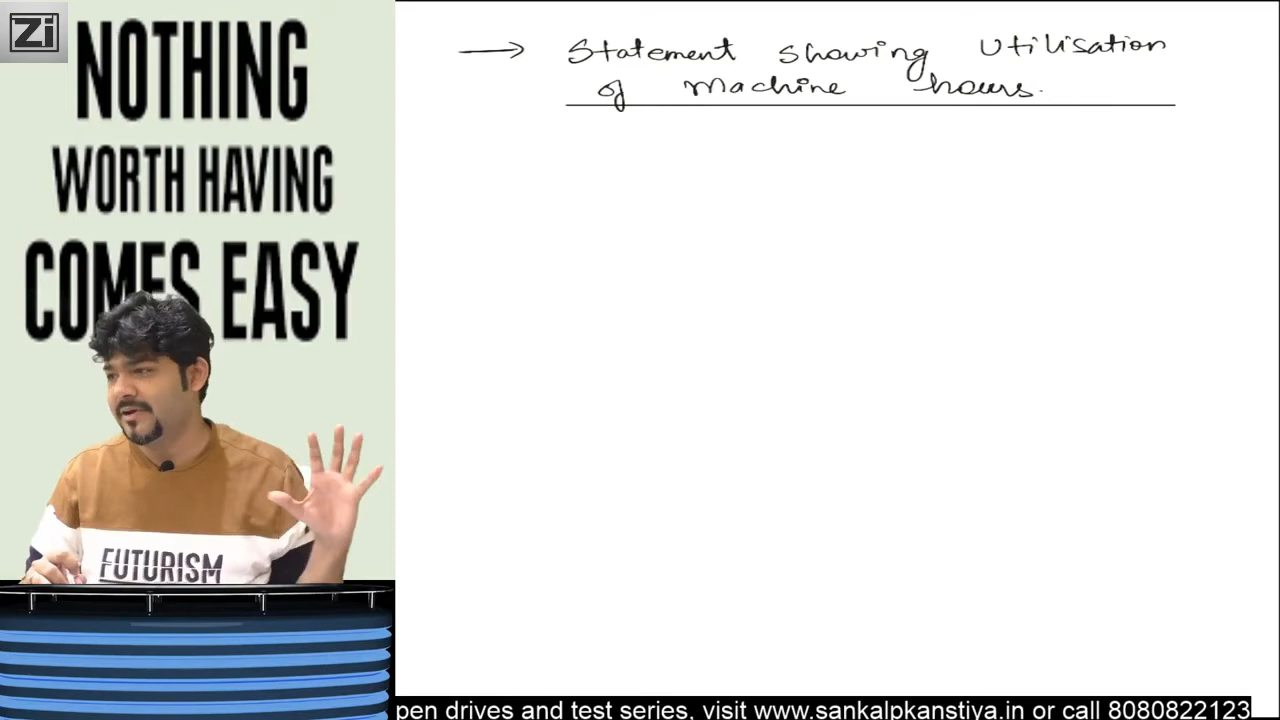 Zi
NOTHING
WORTH HAVING
COMES EASY
FUTURISM
→ Statement showing Utilisation
of Machine hours.
pen drives and test series, visit www.sankalpkanstiya.in or call 8080822123